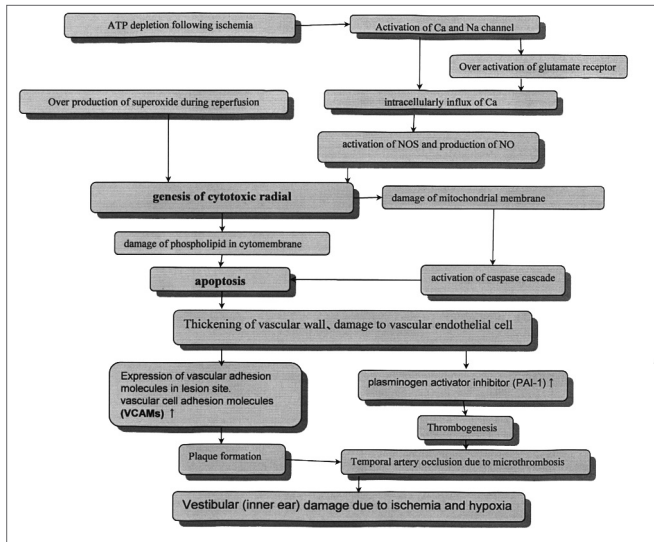 ATP depletion following ischemia
Activation of Ca and Na channel
Over activation of glutamate receptor
Over production of superoxide during reperfusion
intracellularly influx of Ca
activation of NOS and production of NO
genesis of cytotoxic radial
damage of mitochondrial membrane
damage of phospholipid in cytomembrane
apoptosis
activation of caspase cascade
Thickening of vascular wall、damage to vascular endothelial cell
Expression of vascular adhesion
molecules in lesion site.
vascular cell adhesion molecules
(VCAMs) ↑
plasminogen activator inhibitor (PAI-1) ↑
Thrombogenesis
Plaque formation
Temporal artery occlusion due to microthrombosis
Vestibular (inner ear) damage due to ischemia and hypoxia